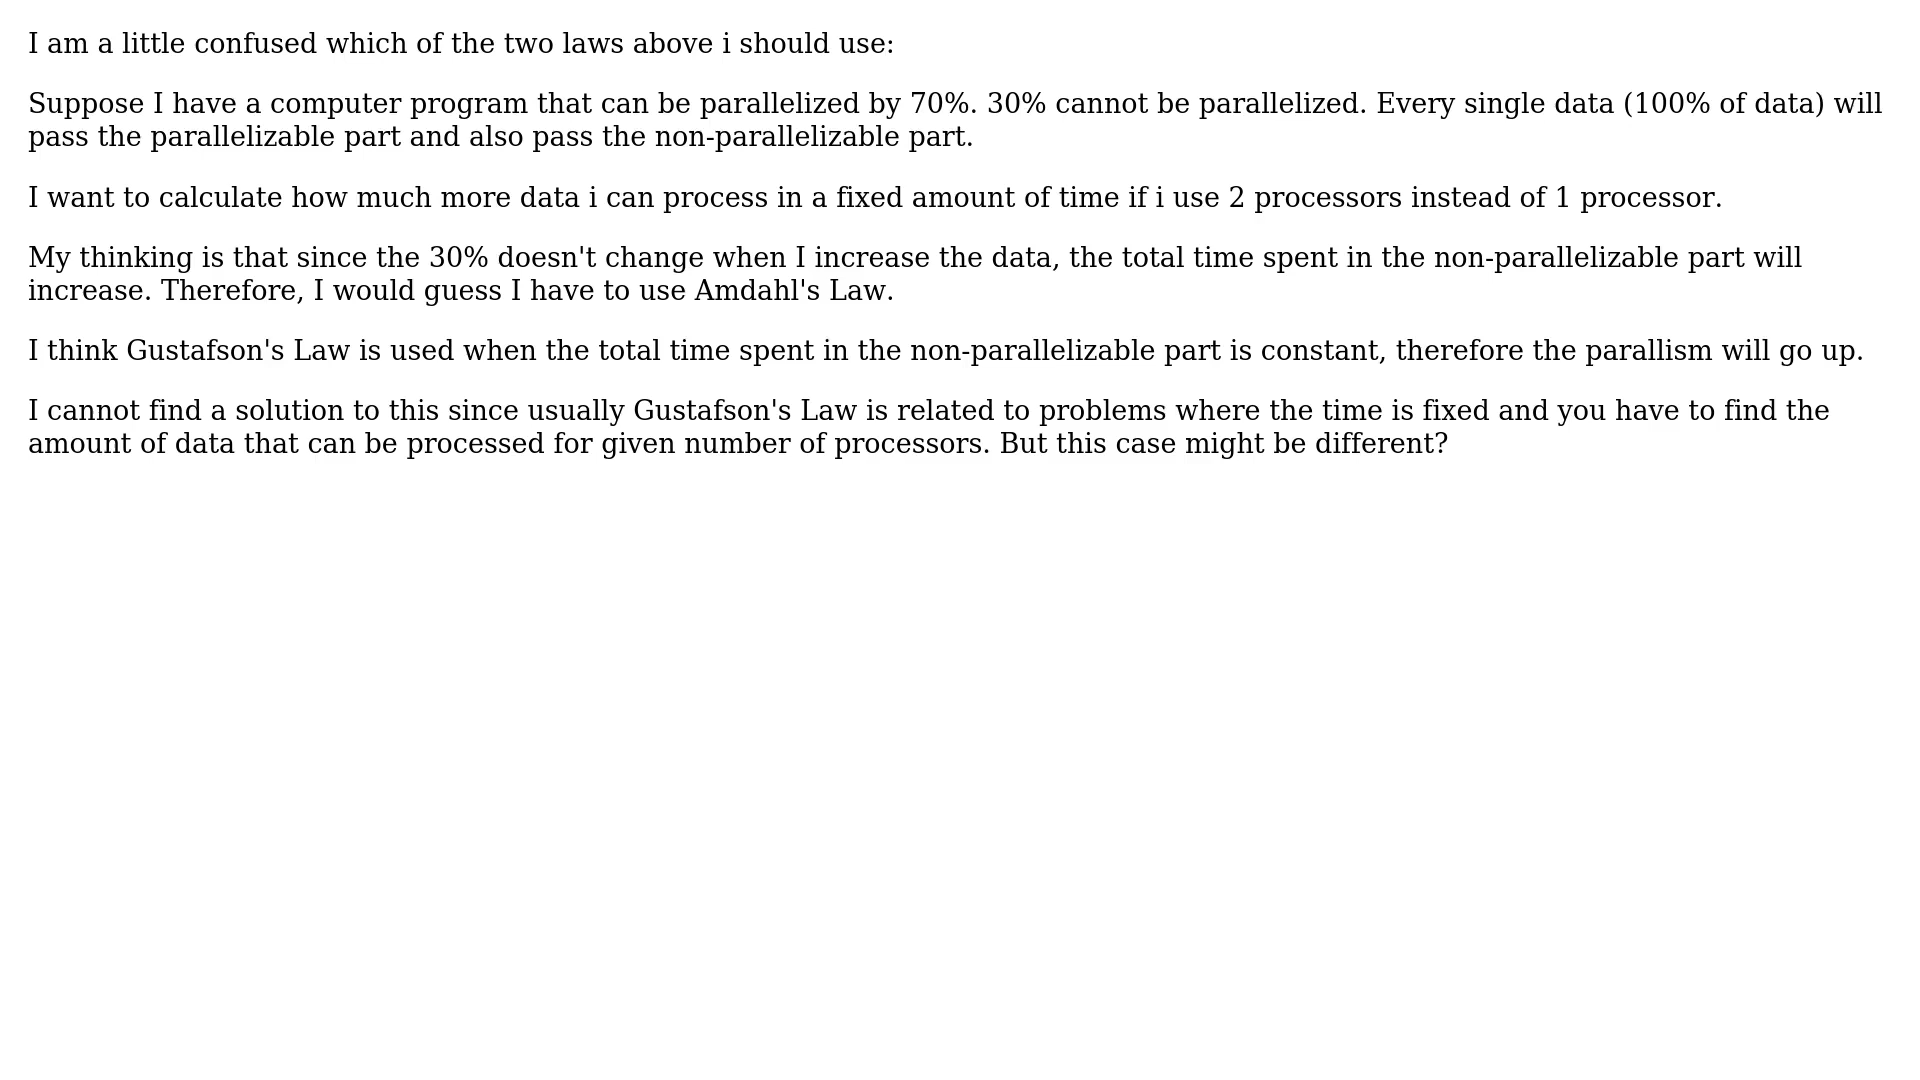 I am a little confused which of the two laws above i should use:
Suppose I have a computer program that can be parallelized by 70%. 30% cannot be parallelized. Every single data (100% of data) will
pass the parallelizable part and also pass the non-parallelizable part.
I want to calculate how much more data i can process in a fixed amount of time if i use 2 processors instead of 1 processor.
My thinking is that since the 30% doesn't change when I increase the data, the total time spent in the non-parallelizable part will
increase. Therefore, I would guess I have to use Amdahl's Law.
I think Gustafson's Law is used when the total time spent in the non-parallelizable part is constant, therefore the parallism will go up.
I cannot find a solution to this since usually Gustafson's Law is related to problems where the time is fixed and you have to find the
amount of data that can be processed for given number of processors. But this case might be different?